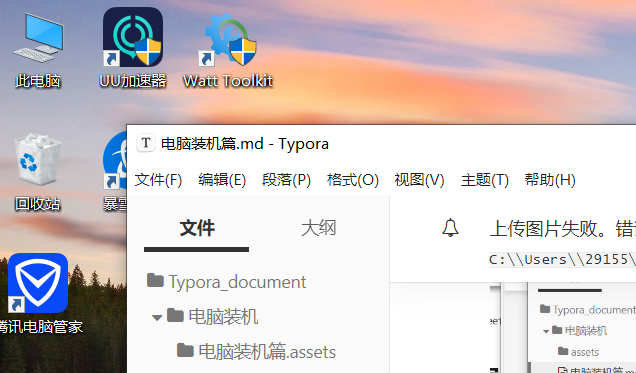 此电脑
UU加速器
Watt Toolkit
回收站
暴雪
腾讯电脑管家
T 电脑装机篇.md - Typora
文件(F) 编辑(E) 段落(P) 格式(O) 视图(V) 主题(T) 帮助(H)
文件 大纲
上传图片失败。错
C:\\Users\\29155\
Typora_document
电脑装机
电脑装机篇.assets
Typora_document
电脑装机
assets
电脑装机篇.m